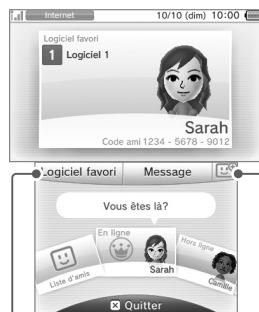 Internet
10/10 (dim) 10:00
Logiciel favori
1 Logiciel 1
Sarah
Code ami 1234 - 5678 - 9012
Logiciel favori
Message
Vous êtes là?
En ligne
Hors ligne
Liste d'amis
Sarah
Camille
X Quitter